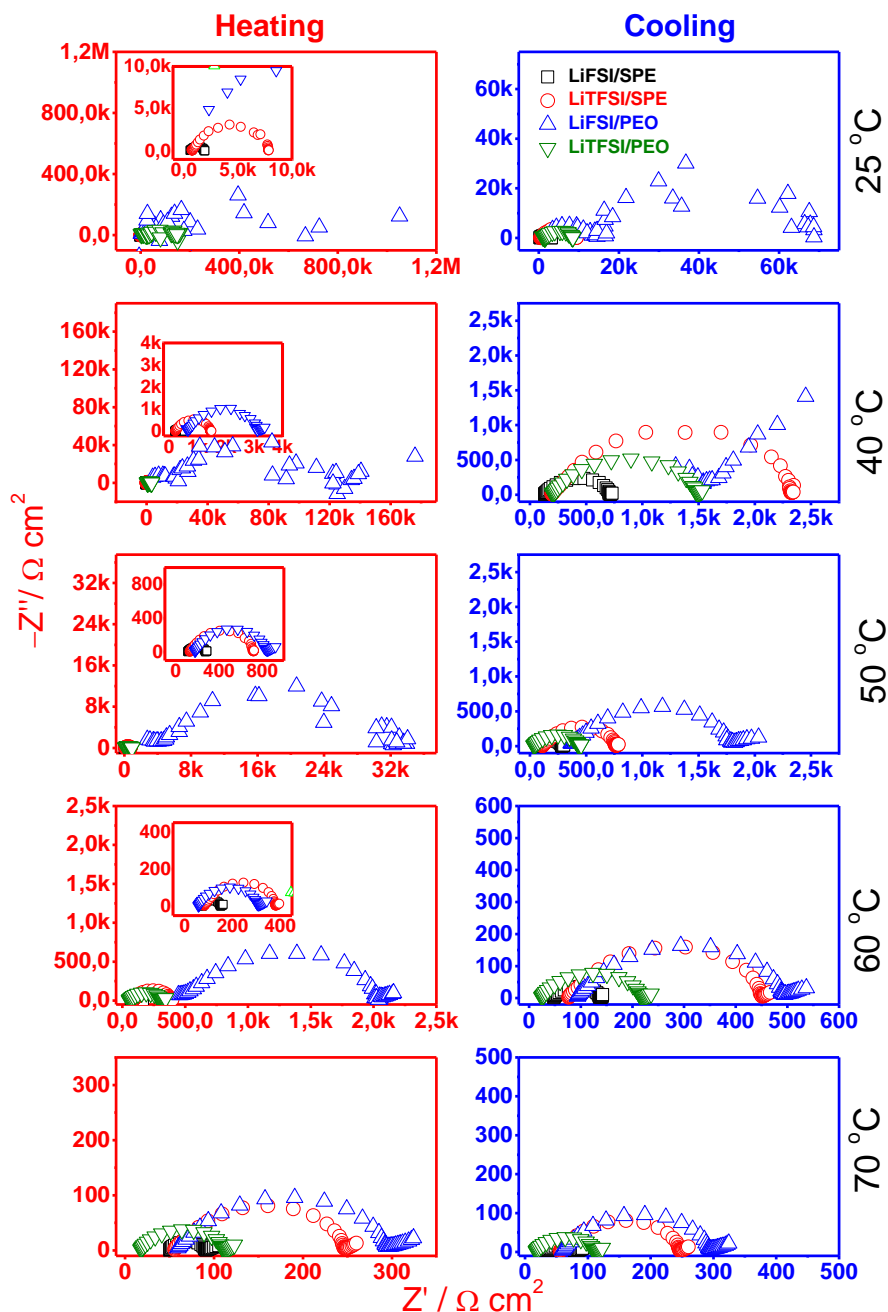 Heating
Cooling
1,2M
800,0k
400,0k
0,0
0,0 400,0k 800,0k 1,2M
10,0k
5,0k
0,0
0,0 5,0k 10,0k
60k
40k
20k
0
0 20k 40k 60k
LiFSI/SPE
LiTFSI/SPE
LiFSI/PEO
LiTFSI/PEO
25 °C
160k
120k
80k
40k
0
0 40k 80k 120k 160k
4k
3k
2k
1k
0
0 1k 2k 3k 4k
2,5k
2,0k
1,5k
1,0k
500,0
0,0
0,0 500,0 1,0k 1,5k 2,0k 2,5k
40 °C
32k
24k
16k
8k
0
0 8k 16k 24k 32k
800
400
0
0 400 800
2,5k
2,0k
1,5k
1,0k
500,0
0,0
0,0 500,0 1,0k 1,5k 2,0k 2,5k
50 °C
2,5k
2,0k
1,5k
1,0k
500,0
0,0
0,0 500,0 1,0k 1,5k 2,0k 2,5k
400
200
0
0 200 400
600
500
400
300
200
100
0
0 100 200 300 400 500 600
60 °C
300
200
100
0
0 100 200 300
500
400
300
200
100
0
0 100 200 300 400 500
70 °C
–Z''/ Ω cm²
Z' / Ω cm²